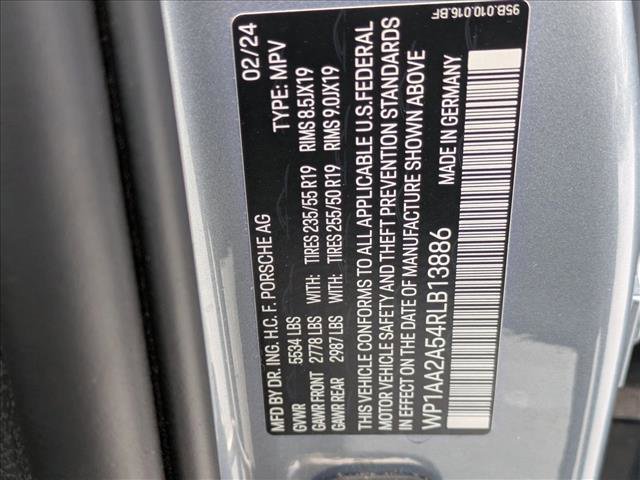 95B.010.016.BF
MFD BY DR. ING. H.C. F. PORSCHE AG 02/24
GVWR 5534 LBS TYPE: MPV
GAWR FRONT 2778 LBS WITH: TIRES 235/55 R19 RIMS 8.5JX19
GAWR REAR 2987 LBS WITH: TIRES 255/50 R19 RIMS 9.0JX19
THIS VEHICLE CONFORMS TO ALL APPLICABLE U.S. FEDERAL
MOTOR VEHICLE SAFETY AND THEFT PREVENTION STANDARDS
IN EFFECT ON THE DATE OF MANUFACTURE SHOWN ABOVE
WP1AA2A54RLB13886 MADE IN GERMANY